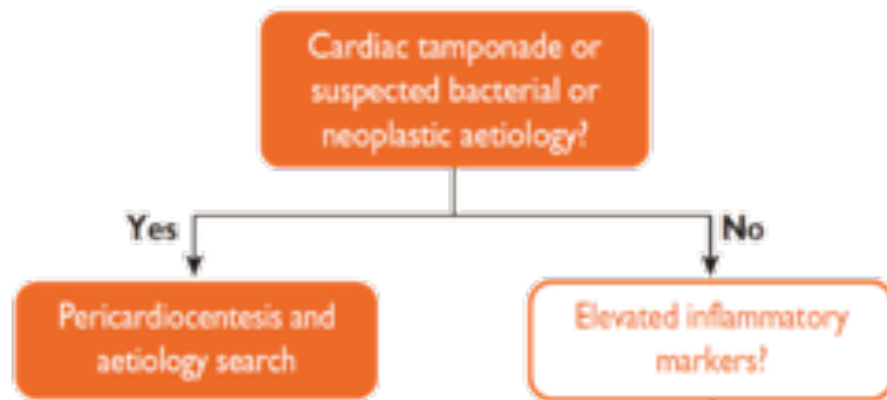 Cardiac tamponade or
suspected bacterial or
neoplastic aetiology?
Yes
No
Pericardiocentesis and
aetiology search
Elevated inflammatory
markers?